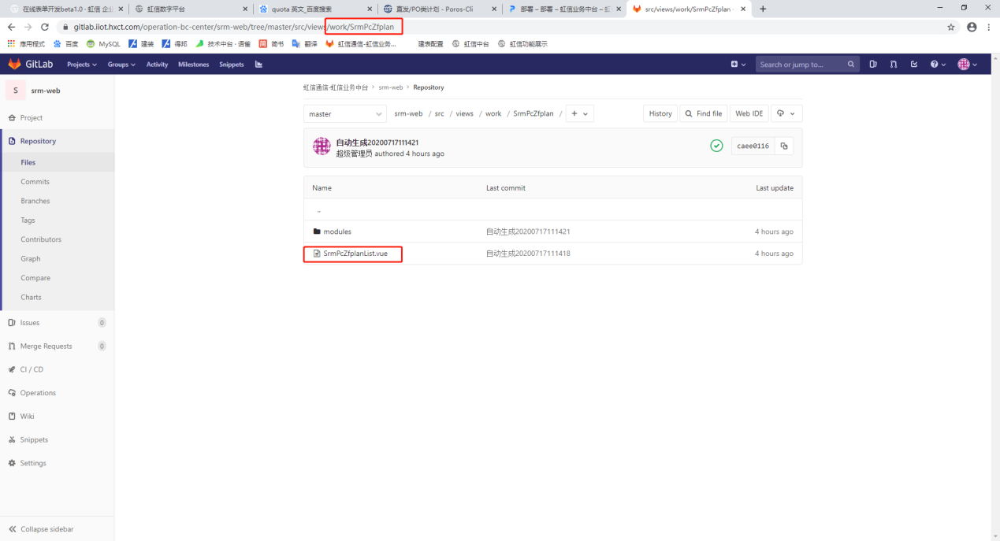 在线表单开发beta1.0 - 虹信 企业
虹信数字平台
quota 英文_百度搜索
直发/PO类计划 - Poros-Cli
部署 – 部署 – 虹信业务中台 – 虹
src/views/work/SrmPcZfplan ·
gitlab.iiot.hxct.com/operation-bc-center/srm-web/tree/master/src/views/work/SrmPcZfplan
应用程式 百度 MySQL 建装 得邦 技术中台 · 语雀 简书 翻译 虹信通信-虹信业务... 建表配置 虹信中台 虹信功能展示
GitLab Projects Groups Activity Milestones Snippets Search or jump to...
S srm-web
虹信通信-虹信业务中台 > srm-web > Repository
Project
master srm-web / src / views / work / SrmPcZfplan / + History Find file Web IDE
Repository
自动生成20200717111421
超级管理员 authored 4 hours ago
caee0116
Files
Commits
Branches
Tags
Contributors
Graph
Compare
Charts
Name Last commit Last update
..
modules 自动生成20200717111421 4 hours ago
SrmPcZfplanList.vue 自动生成20200717111418 4 hours ago
Issues 0
Merge Requests 0
CI / CD
Operations
Wiki
Snippets
Settings
Collapse sidebar